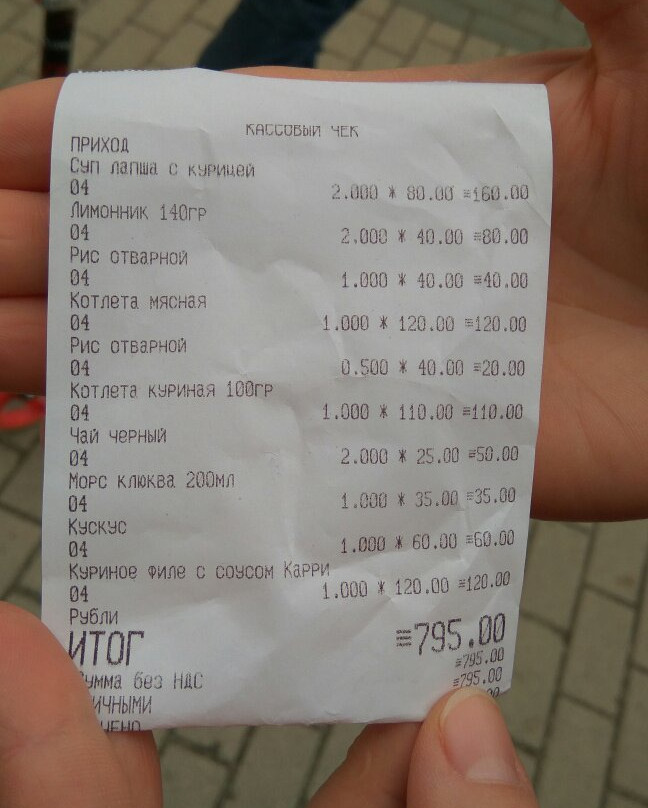 КАССОВЫЙ ЧЕК
ПРИХОД
Суп лапша с курицей
04 2.000 * 80.00 ≡160.00
Лимонник 140гр
04 2.000 * 40.00 ≡80.00
Рис отварной
04 1.000 * 40.00 ≡40.00
Котлета мясная
04 1.000 * 120.00 ≡120.00
Рис отварной
04 0.500 * 40.00 ≡20.00
Котлета куриная 100гр
04 1.000 * 110.00 ≡110.00
Чай черный
04 2.000 * 25.00 ≡50.00
Морс клюква 200мл
04 1.000 * 35.00 ≡35.00
Кускус
04 1.000 * 60.00 ≡60.00
Куриное филе с соусом Карри
04 1.000 * 120.00 ≡120.00
Рубли
ИТОГ ≡795.00
умма без НДС ≡795.00
ИЧНЫМИ ≡795.00